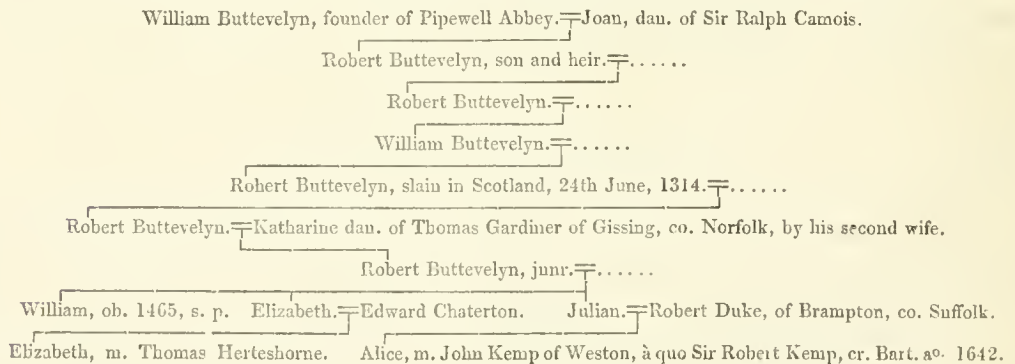 William Buttevelyn, founder of Pipewell Abbey.=Joan, dau. of Sir Ralph Camois.
Robert Buttevelyn, son and heir.=......
Robert Buttevelyn.=......
William Buttevelyn.=......
Robert Buttevelyn, slain in Scotland, 24th June, 1314.=......
Robert Buttevelyn.=Katharine dau. of Thomas Gardiner of Gissing, co. Norfolk, by his second wife.
Robert Buttevelyn, junr.=......
William, ob. 1465, s. p. Elizabeth.=Edward Chaterton. Julian.=Robert Duke, of Brampton, co. Suffolk.
Elizabeth, m. Thomas Herteshorne. Alice, m. John Kemp of Weston, à quo Sir Robert Kemp, cr. Bart. aº. 1642.